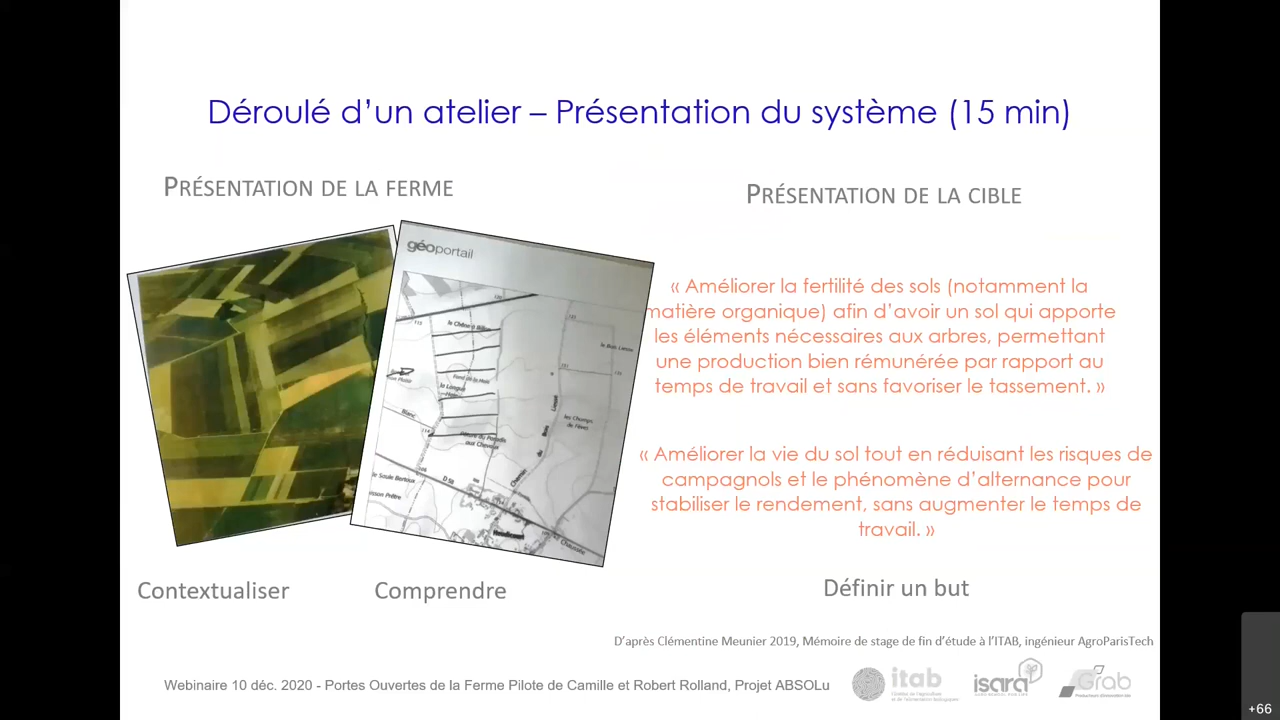 Déroulé d’un atelier – Présentation du système (15 min)
PRÉSENTATION DE LA FERME
PRÉSENTATION DE LA CIBLE
géoportail
« Améliorer la fertilité des sols (notamment la
matière organique) afin d’avoir un sol qui apporte
les éléments nécessaires aux arbres, permettant
une production bien rémunérée par rapport au
temps de travail et sans favoriser le tassement. »
« Améliorer la vie du sol tout en réduisant les risques de
campagnols et le phénomène d’alternance pour
stabiliser le rendement, sans augmenter le temps de
travail. »
Contextualiser
Comprendre
Définir un but
D’après Clémentine Meunier 2019, Mémoire de stage de fin d’étude à l’ITAB, ingénieur AgroParisTech
Webinaire 10 déc. 2020 - Portes Ouvertes de la Ferme Pilote de Camille et Robert Rolland, Projet ABSOLu
itab
isara
Grab
+66